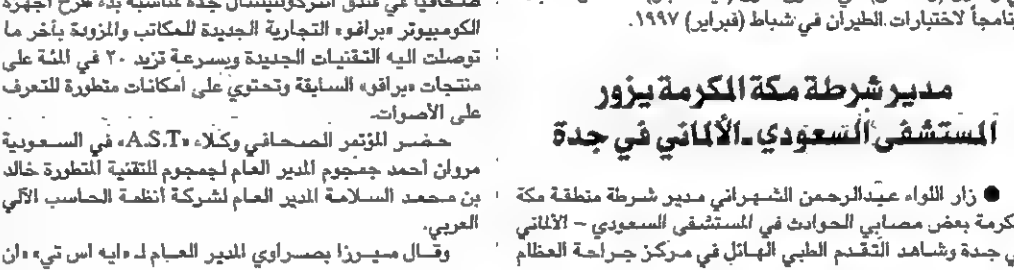 نامجاً لاختبارات الطيران في شباط (فبراير) ١٩٩٧.
مدير شرطة مكة المكرمة يزور
المستشفى السعودي ـ الألماني في جدة
● زار اللواء عبدالرحمن الشهراني مدير شرطة منطقة مكة
كرمة بعض مصابي الحوادث في المستشفى السعودي – الألماني
ي جدة وشاهد التقدم الطبي الهائل في مركز جراحة العظام
صحافياً في فندق انتركونتيننتال جدة بمناسبة بدء طرح أجهزة
الكومبيوتر «برافو» التجارية الجديدة للمكاتب والمزودة بأخر ما
توصلت اليه التقنيات الجديدة وبسرعة تزيد ٢٠ في المئة على
منتجات «برافو» السابقة وتحتوي على امكانات متطورة للتعرف
على الأصوات.
حضر المؤتمر الصحافي وكلاء «A.S.T» في السعودية
مروان أحمد جمجوم المدير العام لجمجوم للتقنية المتطورة خالد
بن محمد السلامة المدير العام لشركة أنظمة الحاسب الآلي
العربي.
وقال ميرزا بصراوي المدير العام لـ «ايه اس تي» «ان